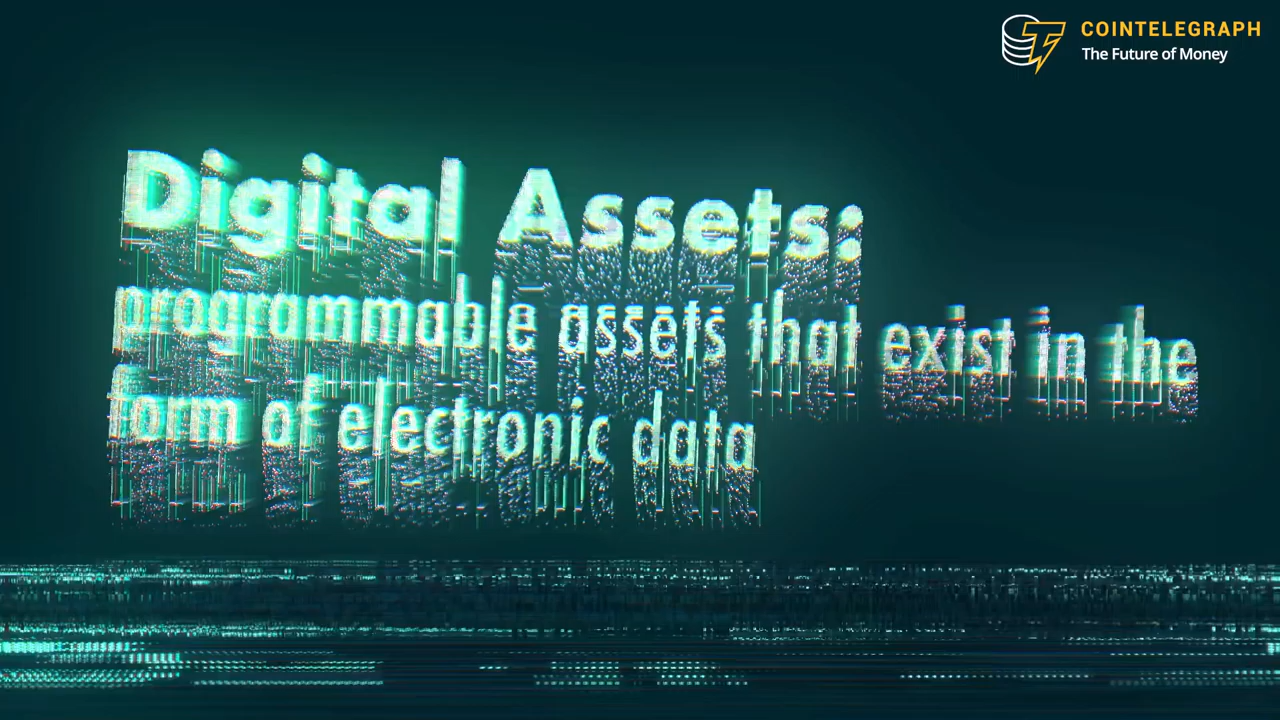 COINTELEGRAPH
The Future of Money
Digital Assets:
programmable assets that exist in the
form of electronic data